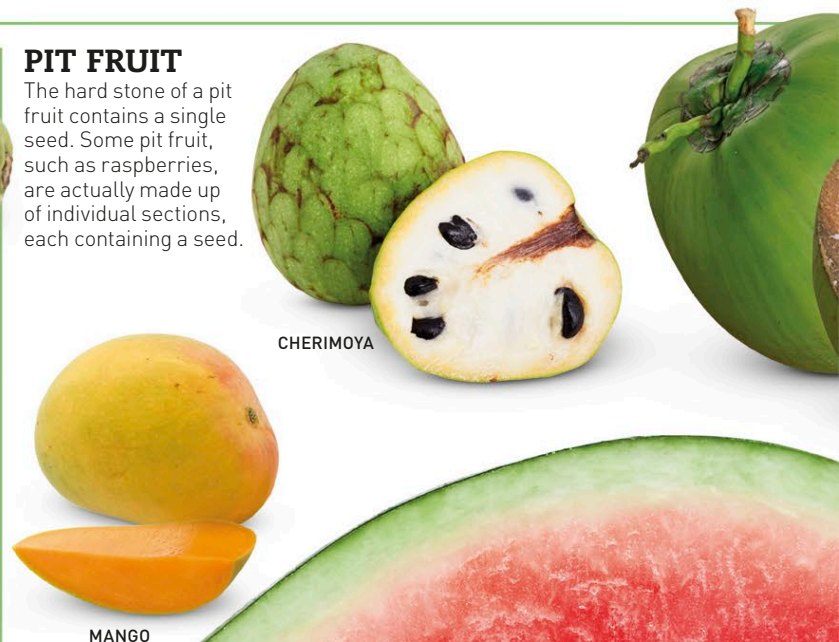 PIT FRUIT
The hard stone of a pit
fruit contains a single
seed. Some pit fruit,
such as raspberries,
are actually made up
of individual sections,
each containing a seed.
CHERIMOYA
MANGO